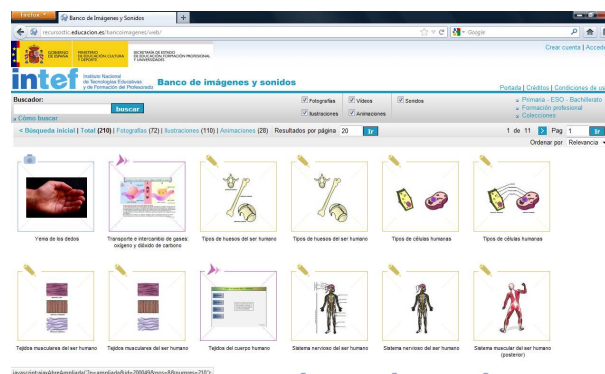 Firefox
Banco de Imágenes y Sonidos
recursostic.educacion.es/bancoimagenes/web/
Google
GOBIERNO DE ESPAÑA
MINISTERIO DE EDUCACIÓN, CULTURA Y DEPORTE
SECRETARÍA DE ESTADO DE EDUCACIÓN, FORMACIÓN PROFESIONAL Y UNIVERSIDADES
Crear cuenta | Accede
intef
Instituto Nacional
de Tecnologías Educativas
y de Formación del Profesorado
Banco de imágenes y sonidos
Portada | Créditos | Condiciones de us
Buscador:
buscar
» Cómo buscar
Fotografías
Vídeos
Sonidos
Ilustraciones
Animaciones
Primaria - ESO - Bachillerato
Formación profesional
Colecciones
< Búsqueda inicial | Total (210) | Fotografías (72) | Ilustraciones (110) | Animaciones (28) Resultados por página 20 Ir
1 de 11 Pag 1 Ir
Ordenar por Relevancia
Yema de los dedos
Transporte e intercambio de gases: oxígeno y dióxido de carbono
Tipos de huesos del ser humano
Tipos de huesos del ser humano
Tipos de células humanas
Tipos de células humanas
Tejidos musculares del ser humano
Tejidos musculares del ser humano
Tejidos del cuerpo humano
Sistema nervioso del ser humano
Sistema nervioso del ser humano
Sistema muscular del ser humano (posterior)